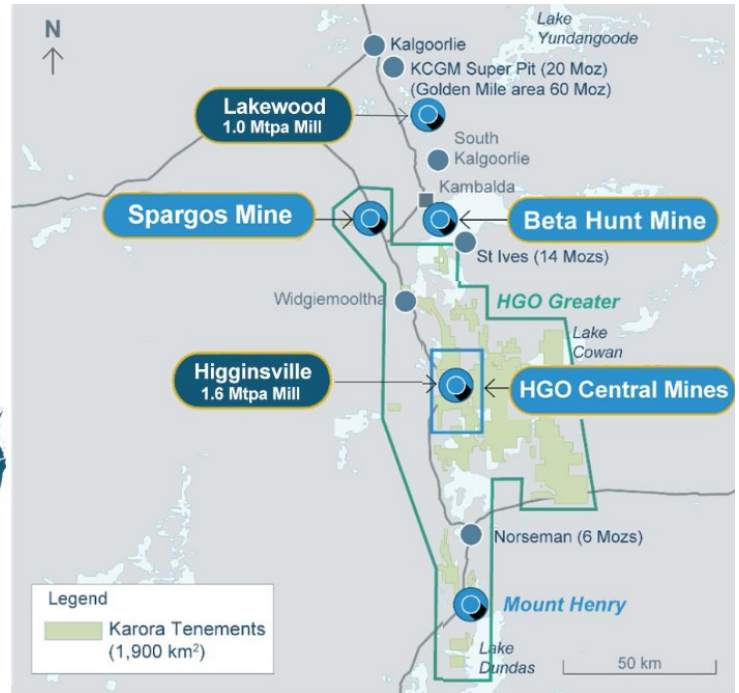 N
Lake
Yundangoode
Kalgoorlie
KCGM Super Pit (20 Moz)
(Golden Mile area 60 Moz)
Lakewood
1.0 Mtpa Mill
South
Kalgoorlie
Kambalda
Spargos Mine
Beta Hunt Mine
St Ives (14 Mozs)
Widgiemooltha
HGO Greater
Lake
Cowan
Higginsville
1.6 Mtpa Mill
HGO Central Mines
Norseman (6 Mozs)
Mount Henry
Legend
Karora Tenements
(1,900 km²)
Lake
Dundas
50 km